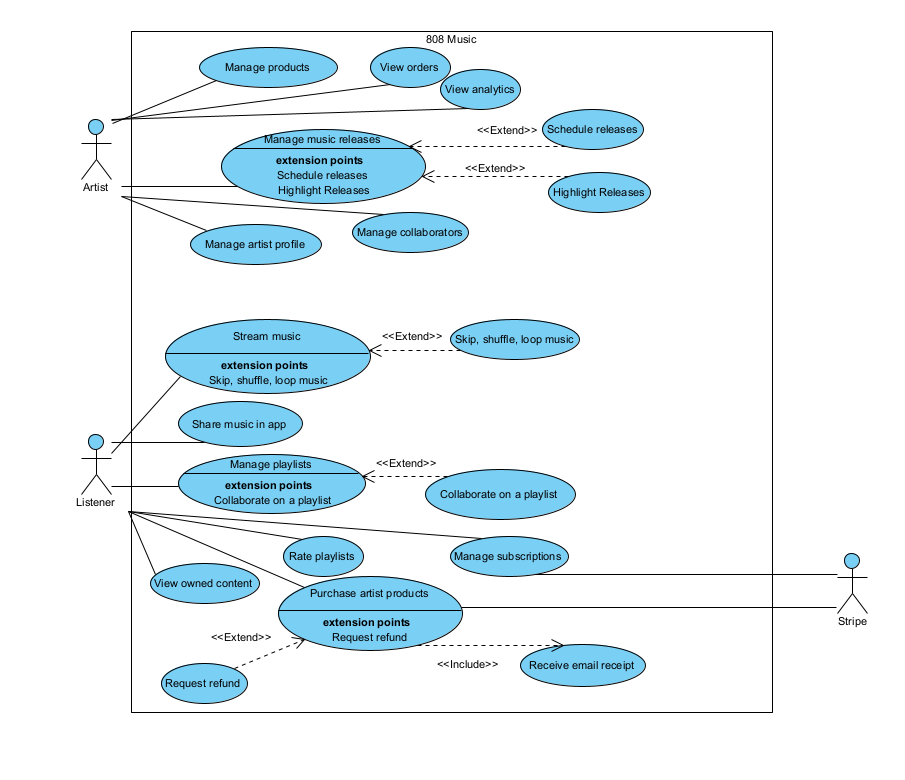 808 Music
Manage products
View orders
View analytics
<<Extend>>
Schedule releases
Manage music releases
extension points
Schedule releases
Highlight Releases
<<Extend>>
Highlight Releases
Artist
Manage collaborators
Manage artist profile
Stream music
extension points
Skip, shuffle, loop music
<<Extend>>
Skip, shuffle, loop music
Share music in app
Listener
Manage playlists
extension points
Collaborate on a playlist
<<Extend>>
Collaborate on a playlist
Rate playlists
Manage subscriptions
View owned content
Purchase artist products
extension points
Request refund
Stripe
<<Extend>>
<<Include>>
Receive email receipt
Request refund